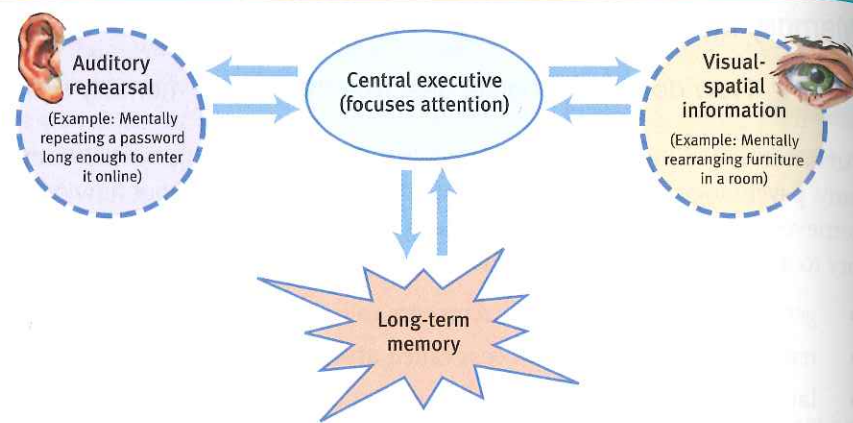 Auditory
rehearsal
(Example: Mentally
repeating a password
long enough to enter
it online)
Central executive
(focuses attention)
Visual-
spatial
information
(Example: Mentally
rearranging furniture
in a room)
Long-term
memory